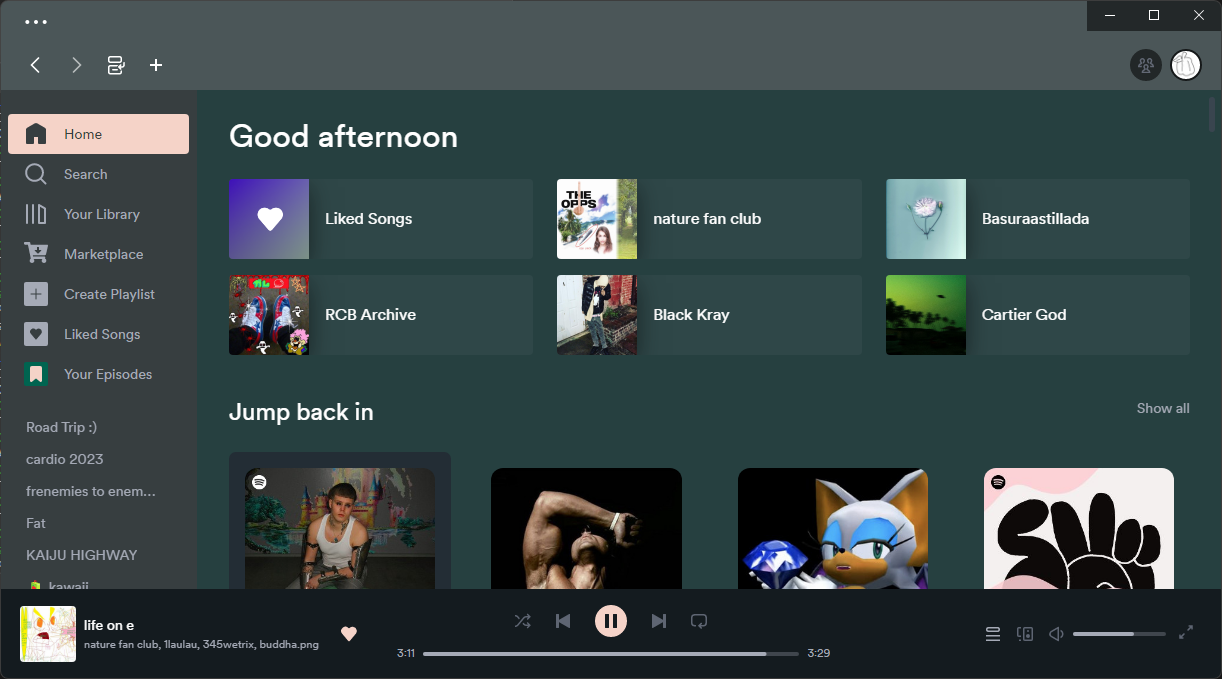 Home
Search
Your Library
Marketplace
Create Playlist
Liked Songs
Your Episodes
Road Trip :)
cardio 2023
frenemies to enem...
Fat
KAIJU HIGHWAY
kawaii
Good afternoon
Liked Songs
THE
OPPS
nature fan club
Basuraastillada
RCB Archive
Black Kray
Cartier God
Jump back in
Show all
life on e
nature fan club, 1laulau, 345wetrix, buddha.png
3:11
3:29